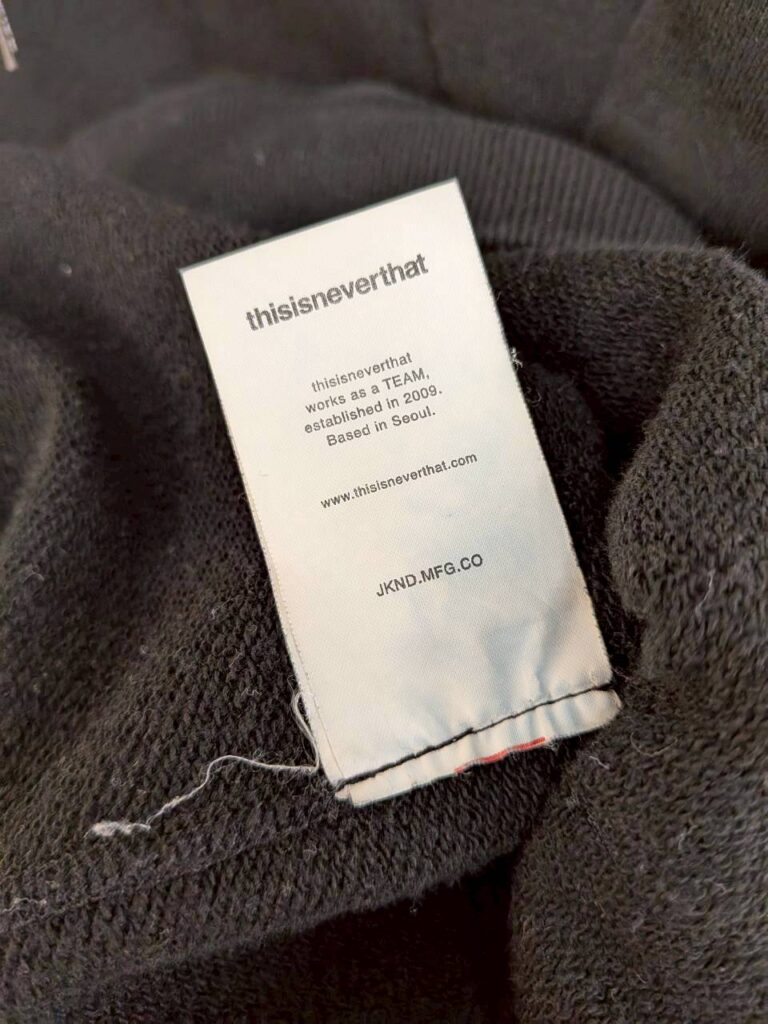 thisisneverthat
thisisneverthat
works as a TEAM,
established in 2009.
Based in Seoul.
www.thisisneverthat.com
JKND.MFG.CO